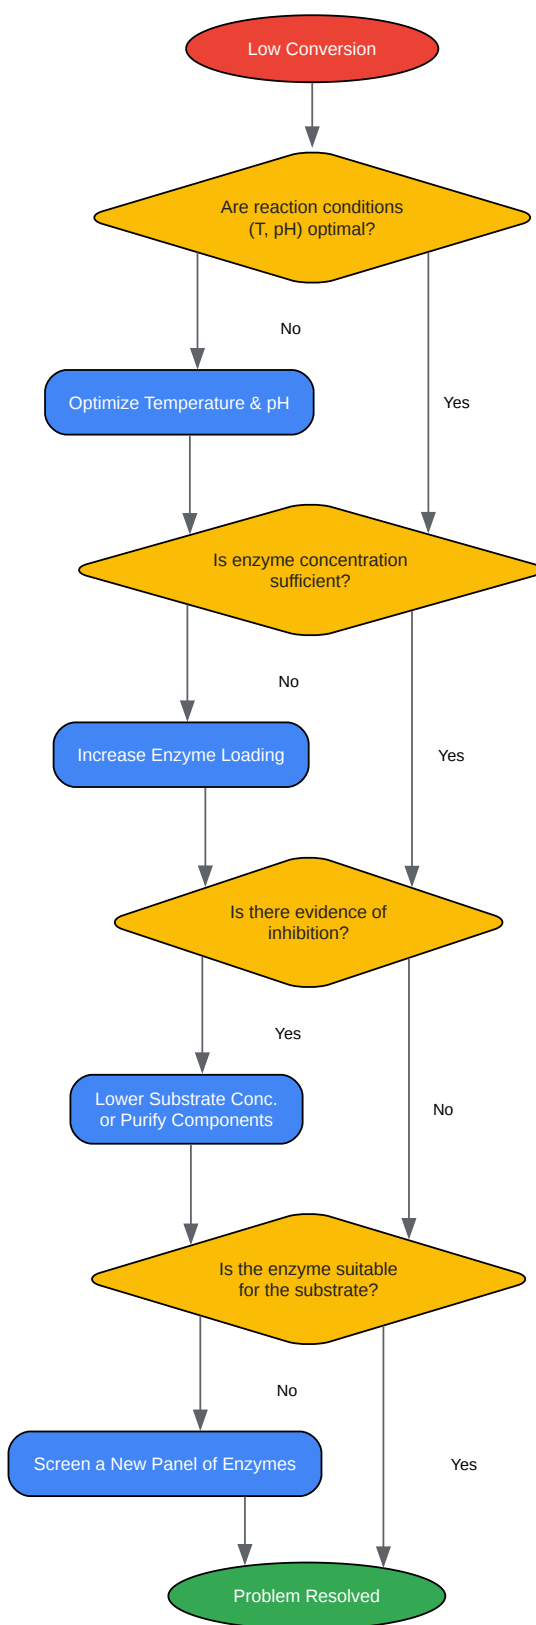 Low Conversion
Are reaction conditions
(T, pH) optimal?
No
Optimize Temperature & pH
Yes
Is enzyme concentration
sufficient?
No
Increase Enzyme Loading
Yes
Is there evidence of
inhibition?
Yes
Lower Substrate Conc.
or Purify Components
No
Is the enzyme suitable
for the substrate?
No
Screen a New Panel of Enzymes
Yes
Problem Resolved